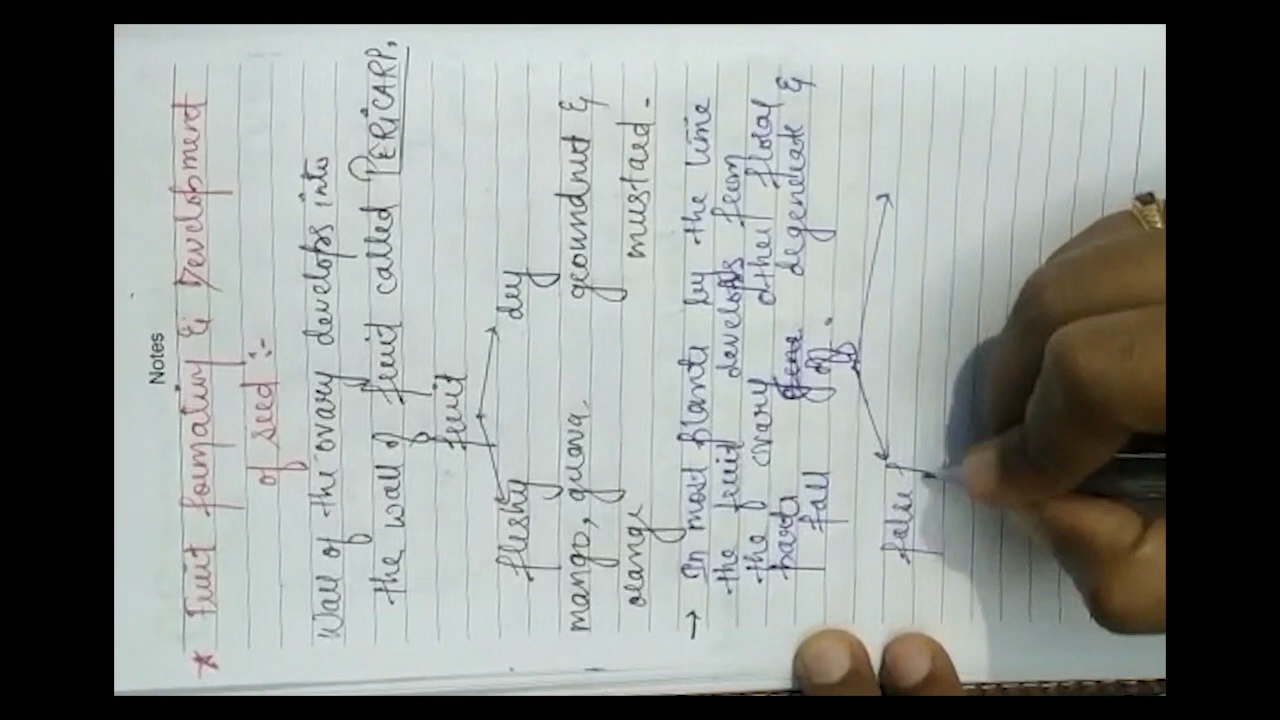 Notes
* Fruit formation & Development
of seed :-
Wall of the ovary develops into
the wall of fruit called PERICARP.
fruit
fleshy dry
mango, guava groundnut &
orange mustard.
→ In most plants by the time
the fruit develops from
the ovary other floral
parts degenerate &
fall off.
false f